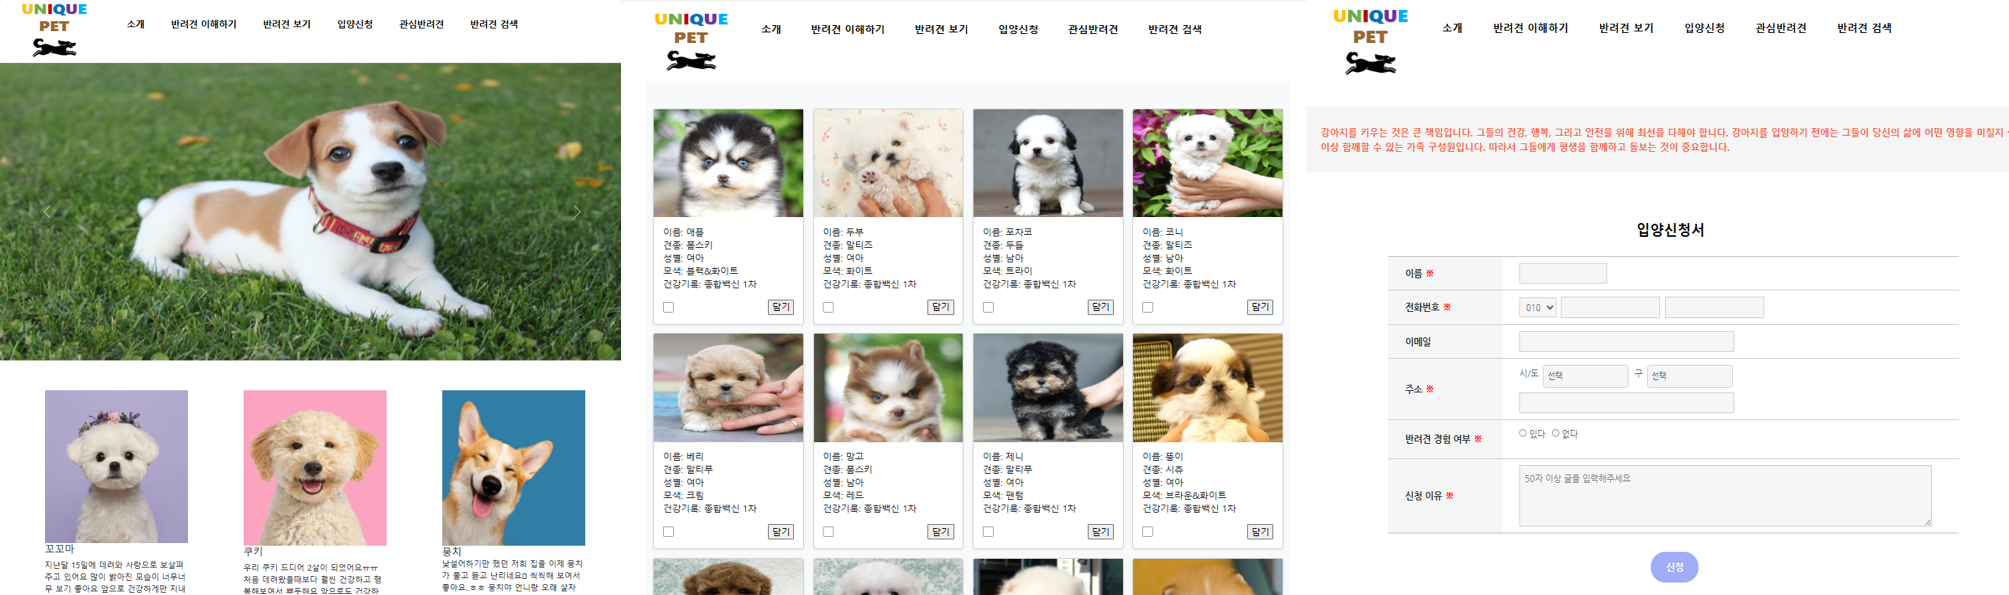 UNIQUE
PET
소개 반려견 이해하기 반려견 보기 입양신청 관심반려견 반려견 검색
꼬꼬마
지난달 15일에 데려와 사랑으로 보살펴
주고 있어요 많이 밝아진 모습이 너무너
무 보기 좋아요 앞으로 건강하게만 지내
쿠키
우리 쿠키 드디어 2살이 되었어요ㅠㅠ
처음 데려왔을때보다 훨씬 건강하고 행
복해보여서 뿌듯해요 앞으로도 건강하
뭉치
낯설어하기만 했던 저희 집을 이제 뭉치
가 물고 뜯고 난리네요 씩씩해 보여서
좋아요..ㅎㅎ 뭉치야 언니랑 오래 살자
UNIQUE
PET
소개 반려견 이해하기 반려견 보기 입양신청 관심반려견 반려견 검색
이름: 애플
견종: 폼스키
성별: 여아
모색: 블랙&화이트
건강기록: 종합백신 1차
담기
이름: 두부
견종: 말티즈
성별: 여아
모색: 화이트
건강기록: 종합백신 1차
담기
이름: 포차코
견종: 두들
성별: 남아
모색: 트라이
건강기록: 종합백신 1차
담기
이름: 코니
견종: 말티즈
성별: 남아
모색: 화이트
건강기록: 종합백신 1차
담기
이름: 베리
견종: 말티푸
성별: 여아
모색: 크림
건강기록: 종합백신 1차
담기
이름: 망고
견종: 폼스키
성별: 남아
모색: 레드
건강기록: 종합백신 1차
담기
이름: 제니
견종: 말티푸
성별: 여아
모색: 팬텀
건강기록: 종합백신 1차
담기
이름: 뚱이
견종: 시츄
성별: 여아
모색: 브라운&화이트
건강기록: 종합백신 1차
담기
UNIQUE
PET
소개 반려견 이해하기 반려견 보기 입양신청 관심반려견 반려견 검색
강아지를 키우는 것은 큰 책임입니다. 그들의 건강, 행복, 그리고 안전을 위해 최선을 다해야 합니다. 강아지를 입양하기 전에는 그들이 당신의 삶에 어떤 영향을 미칠지
이상 함께할 수 있는 가족 구성원입니다. 따라서 그들에게 평생을 함께하고 돌보는 것이 중요합니다.
입양신청서
이름 ※
전화번호 ※ 010
이메일
주소 ※ 시/도 선택 구 선택
반려견 경험 여부 ※ 있다 없다
신청 이유 ※ 50자 이상 글을 입력해주세요
신청